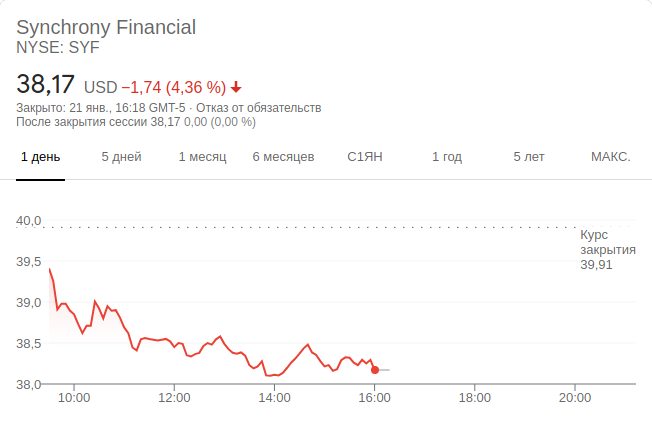 Synchrony Financial
NYSE: SYF
38,17 USD −1,74 (4,36 %)
Закрыто: 21 янв., 16:18 GMT-5 · Отказ от обязательств
После закрытия сессии 38,17 0,00 (0,00 %)
1 день 5 дней 1 месяц 6 месяцев С1ЯН 1 год 5 лет МАКС.
40,0
Курс
закрытия
39,91
39,5
39,0
38,5
38,0
10:00 12:00 14:00 16:00 18:00 20:00